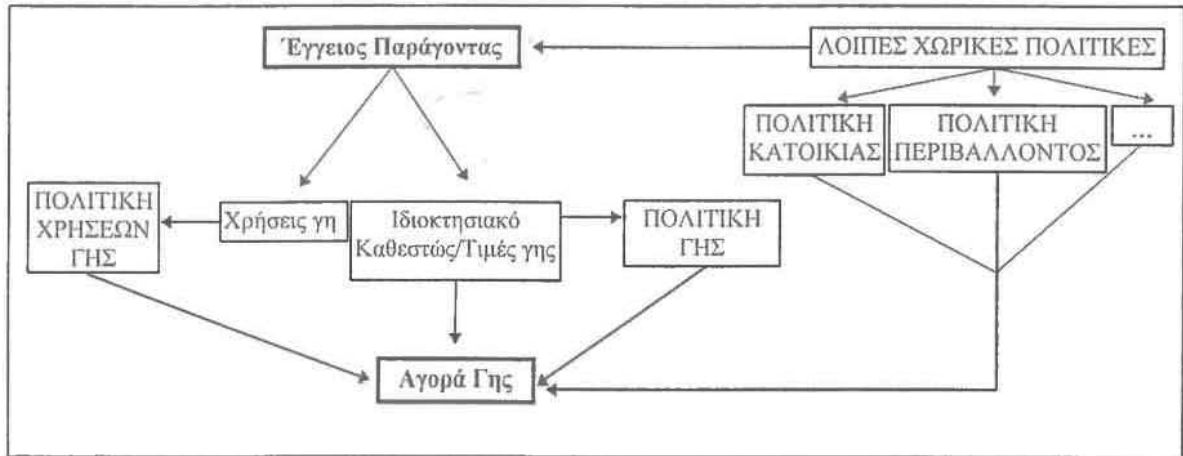 Έγγειος Παράγοντας
ΛΟΙΠΕΣ ΧΩΡΙΚΕΣ ΠΟΛΙΤΙΚΕΣ
ΠΟΛΙΤΙΚΗ
ΚΑΤΟΙΚΙΑΣ
ΠΟΛΙΤΙΚΗ
ΠΕΡΙΒΑΛΛΟΝΤΟΣ
...
ΠΟΛΙΤΙΚΗ
ΧΡΗΣΕΩΝ
ΓΗΣ
Χρήσεις γη
Ιδιοκτησιακό
Καθεστώς/Τιμές γης
ΠΟΛΙΤΙΚΗ
ΓΗΣ
Αγορά Γης